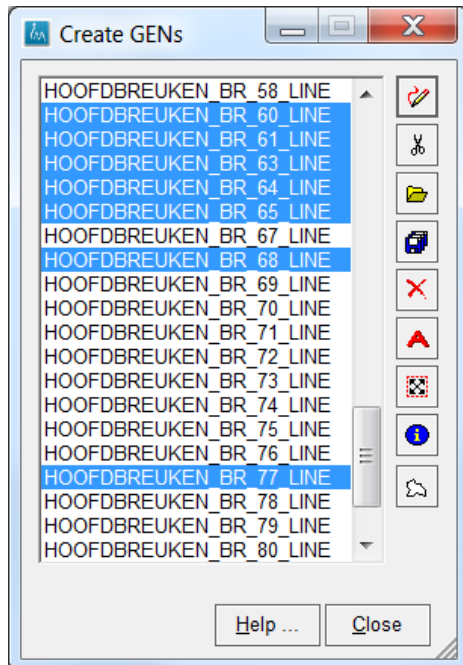 Create GENs
HOOFDBREUKEN_BR_58_LINE
HOOFDBREUKEN_BR_60_LINE
HOOFDBREUKEN_BR_61_LINE
HOOFDBREUKEN_BR_63_LINE
HOOFDBREUKEN_BR_64_LINE
HOOFDBREUKEN_BR_65_LINE
HOOFDBREUKEN_BR_67_LINE
HOOFDBREUKEN_BR_68_LINE
HOOFDBREUKEN_BR_69_LINE
HOOFDBREUKEN_BR_70_LINE
HOOFDBREUKEN_BR_71_LINE
HOOFDBREUKEN_BR_72_LINE
HOOFDBREUKEN_BR_73_LINE
HOOFDBREUKEN_BR_74_LINE
HOOFDBREUKEN_BR_75_LINE
HOOFDBREUKEN_BR_76_LINE
HOOFDBREUKEN_BR_77_LINE
HOOFDBREUKEN_BR_78_LINE
HOOFDBREUKEN_BR_79_LINE
HOOFDBREUKEN_BR_80_LINE
Help ... Close